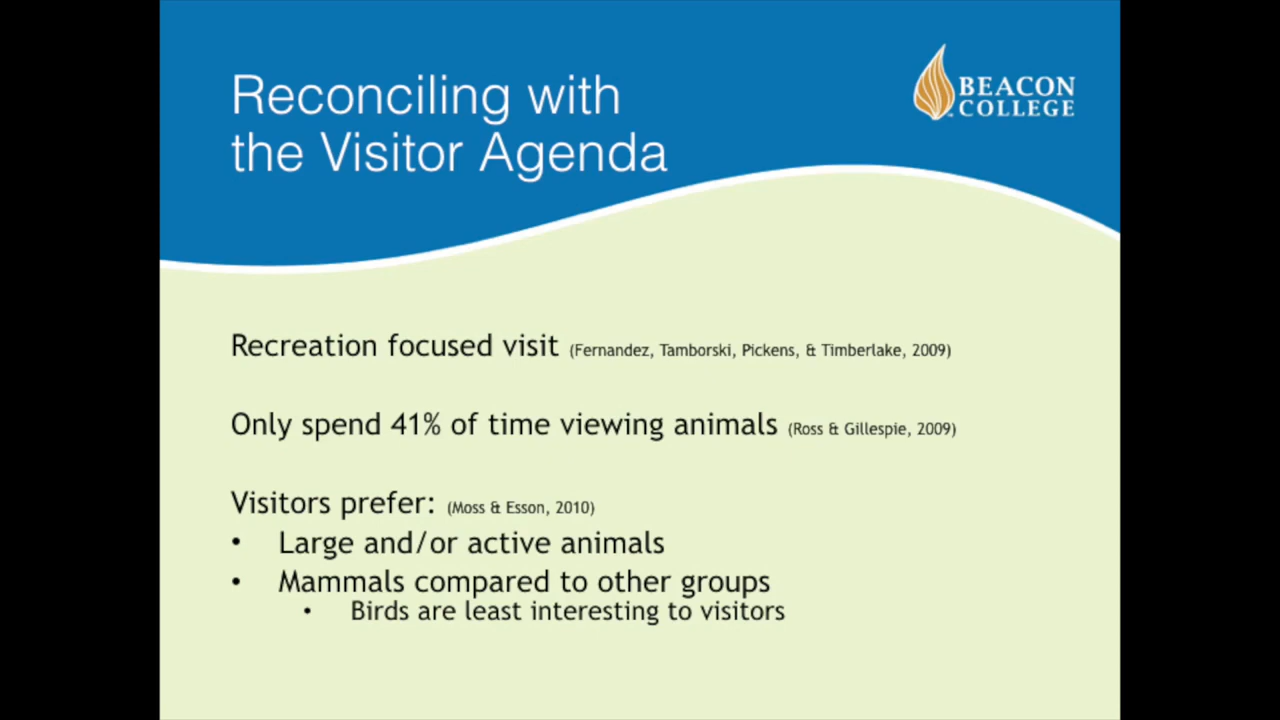 Reconciling with
the Visitor Agenda
BEACON
COLLEGE
Recreation focused visit (Fernandez, Tamborski, Pickens, & Timberlake, 2009)
Only spend 41% of time viewing animals (Ross & Gillespie, 2009)
Visitors prefer: (Moss & Esson, 2010)
• Large and/or active animals
• Mammals compared to other groups
• Birds are least interesting to visitors